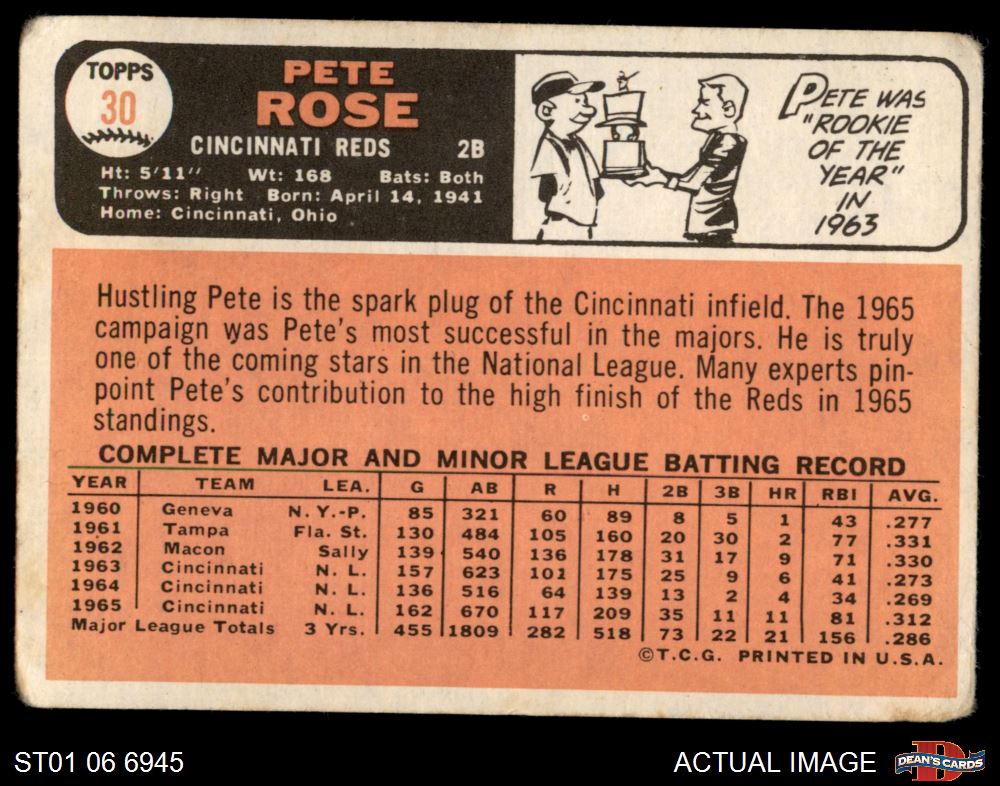 TOPPS
30
PETE
ROSE
CINCINNATI REDS 2B
Ht: 5'11" Wt: 168 Bats: Both
Throws: Right Born: April 14, 1941
Home: Cincinnati, Ohio
PETE WAS
"ROOKIE
OF THE
YEAR"
IN
1963
Hustling Pete is the spark plug of the Cincinnati infield. The 1965
campaign was Pete's most successful in the majors. He is truly
one of the coming stars in the National League. Many experts pin-
point Pete's contribution to the high finish of the Reds in 1965
standings.
COMPLETE MAJOR AND MINOR LEAGUE BATTING RECORD
YEAR TEAM LEA. G AB R H 2B 3B HR RBI AVG.
1960 Geneva N. Y.-P. 85 321 60 89 8 5 1 43 .277
1961 Tampa Fla. St. 130 484 105 160 20 30 2 77 .331
1962 Macon Sally 139 540 136 178 31 17 9 71 .330
1963 Cincinnati N. L. 157 623 101 175 25 9 6 41 .273
1964 Cincinnati N. L. 136 516 64 139 13 2 4 34 .269
1965 Cincinnati N. L. 162 670 117 209 35 11 11 81 .312
Major League Totals 3 Yrs. 455 1809 282 518 73 22 21 156 .286
©T.C.G. PRINTED IN U.S.A.
ST01 06 6945
ACTUAL IMAGE
DEAN'S CARDS